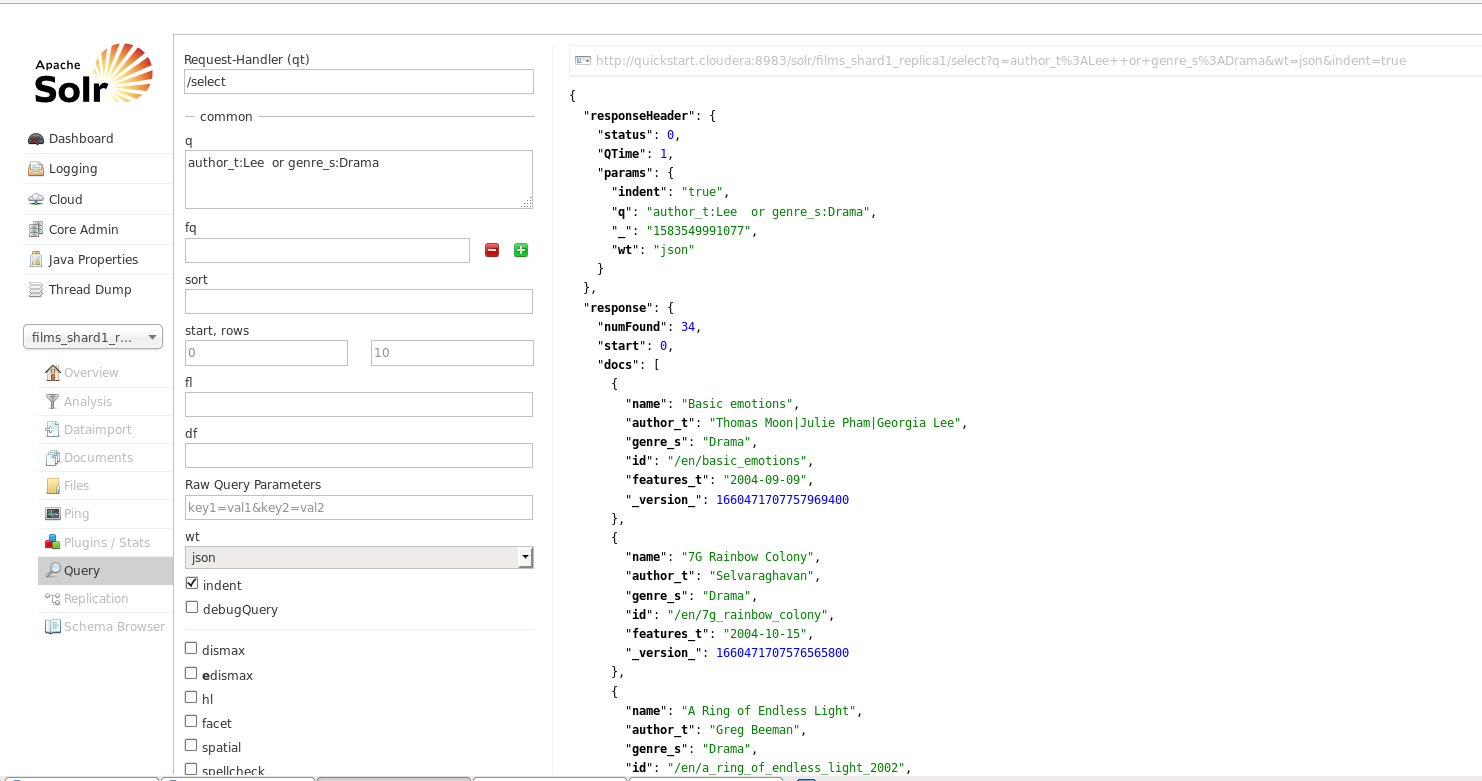 Apache
Solr
Dashboard
Logging
Cloud
Core Admin
Java Properties
Thread Dump
films_shard1_r...
Overview
Analysis
Dataimport
Documents
Files
Ping
Plugins / Stats
Query
Replication
Schema Browser
Request-Handler (qt)
/select
common
q
author_t:Lee  or genre_s:Drama
fq
sort
start, rows
0 10
fl
df
Raw Query Parameters
key1=val1&key2=val2
wt
json
indent
debugQuery
dismax
edismax
hl
facet
spatial
spellcheck
http://quickstart.cloudera:8983/solr/films_shard1_replica1/select?q=author_t%3ALee++or+genre_s%3ADrama&wt=json&indent=true
{
"responseHeader": {
"status": 0,
"QTime": 1,
"params": {
"indent": "true",
"q": "author_t:Lee  or genre_s:Drama",
"_": "1583549991077",
"wt": "json"
}
},
"response": {
"numFound": 34,
"start": 0,
"docs": [
{
"name": "Basic emotions",
"author_t": "Thomas Moon|Julie Pham|Georgia Lee",
"genre_s": "Drama",
"id": "/en/basic_emotions",
"features_t": "2004-09-09",
"_version_": 1660471707757969400
},
{
"name": "7G Rainbow Colony",
"author_t": "Selvaraghavan",
"genre_s": "Drama",
"id": "/en/7g_rainbow_colony",
"features_t": "2004-10-15",
"_version_": 1660471707576565800
},
{
"name": "A Ring of Endless Light",
"author_t": "Greg Beeman",
"genre_s": "Drama",
"id": "/en/a_ring_of_endless_light_2002",